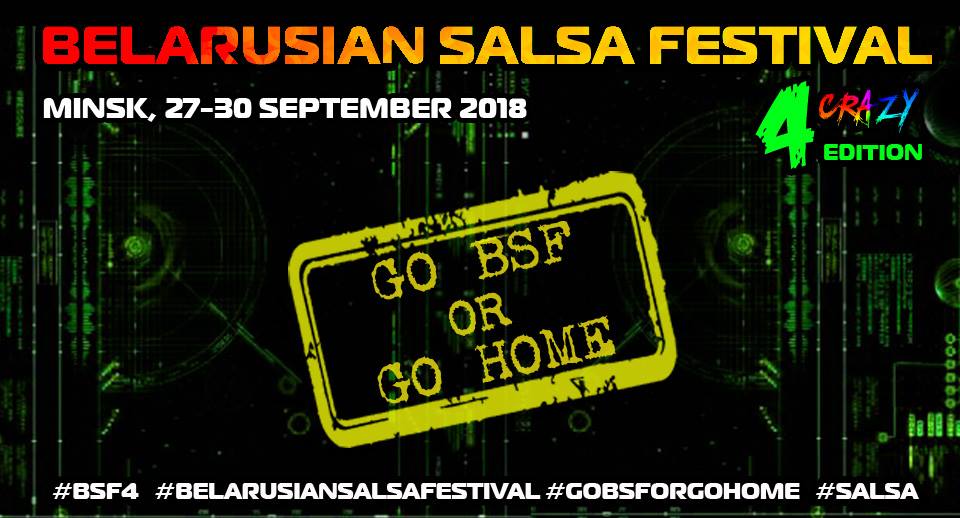 BELARUSIAN SALSA FESTIVAL
MINSK, 27-30 SEPTEMBER 2018
4 CRAZY
EDITION
GO BSF
OR
GO HOME
#BSF4 #BELARUSIANSALSAFESTIVAL #GOBSFORGOHOME #SALSA